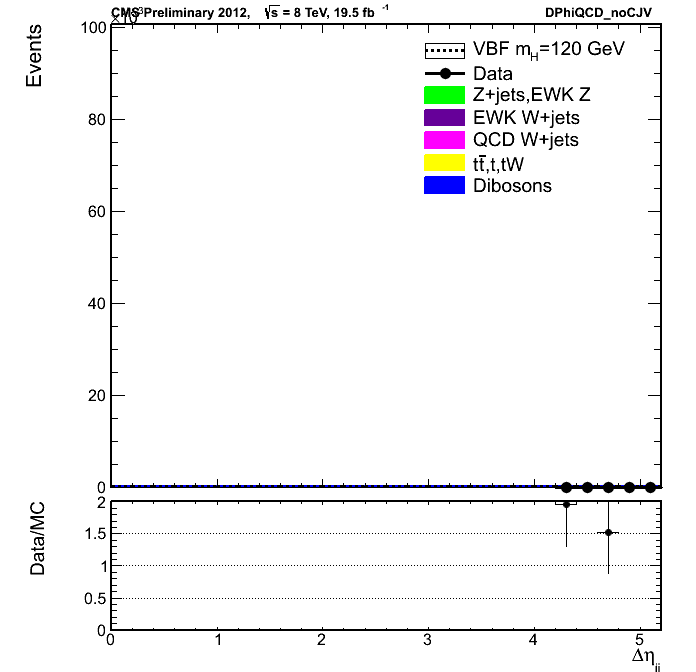 CMS Preliminary 2012, √s = 8 TeV, 19.5 fb⁻¹ DPhiQCD_noCJV
×10³
Events
100
80
60
40
20
0
VBF m_H=120 GeV
Data
Z+jets,EWK Z
EWK W+jets
QCD W+jets
tt̄,t,tW
Dibosons
Data/MC
2
1.5
1
0.5
0
0 1 2 3 4 5
Δη_jj